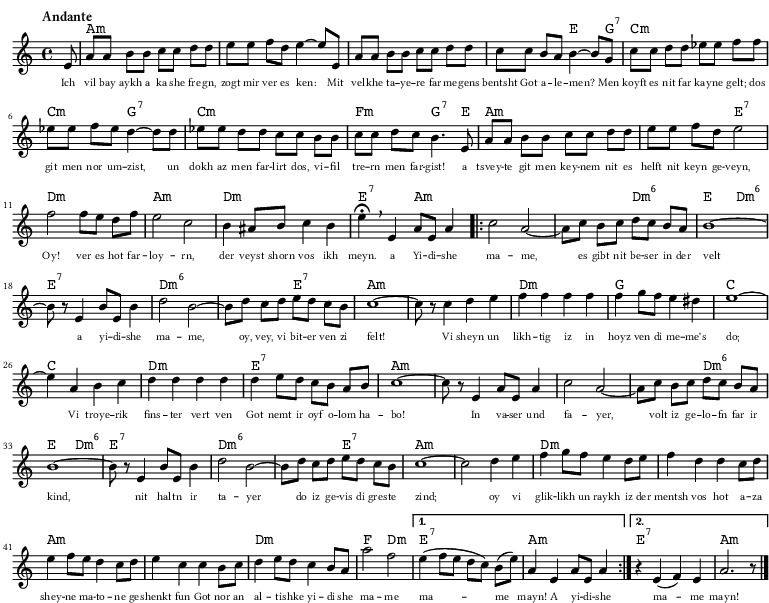 Andante
Am E G7 Cm
Ich vil bay aykh a ka she fregn, zogt mir ver es ken: Mit velkhe ta–ye–re far megens bentsht Got a–le–men? Men koyft es nit far kayne gelt; dos
6 Cm G7 Cm Fm G7 E Am E7
git men nor um–zist, un dokh az men far–lirt dos, vi–fil tre–rn men far–gist! a tsvey–te git men key–nem nit es helft nit keyn ge–veyn,
11 Dm Am Dm E7 Am Dm6 E Dm6
Oy! ver es hot far–loy–rn, der veyst shorn vos ikh meyn. a Yi–di–she ma–me, es gibt nit be–ser in der velt
18 E7 Dm6 E7 Am Dm G C
a yi–di–she ma–me, oy, vey, vi bit–er ven zi felt! Vi sheyn un likh–tig iz in hoyz ven di me–me's do;
26 C Dm E7 Am Dm6
Vi troye–rik fins–ter vert ven Got nemt ir oyf o–lom ha–bo! In va–ser und fa–yer, volt iz ge–lo–fn far ir
33 E Dm6 E7 Dm6 E7 Am Dm
kind, nit haltn ir ta–yer do iz ge–vis di greste zind; oy vi glik–likh un raykh iz der mentsh vos hot a–za
41 Am Dm F Dm 1. E7 Am 2. E7 Am
shey–ne ma–to–ne ge shenkt fun Got nor an al–tishke yi–di she ma–me ma – me mayn! A yi–di–she ma – me mayn!